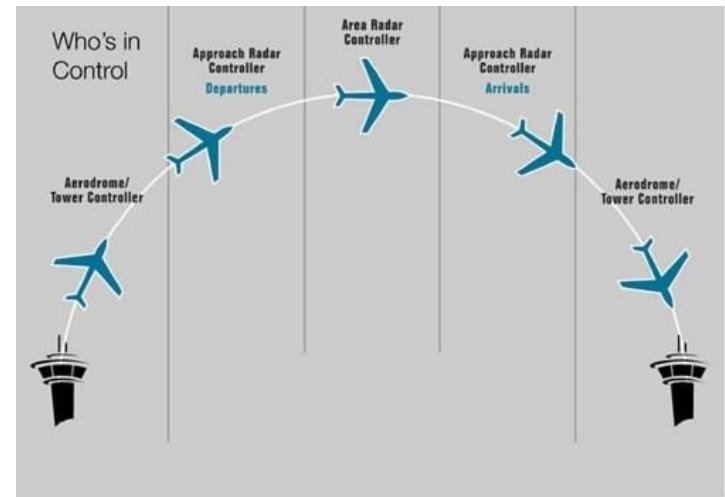 Who's in
Control
Aerodrome/
Tower Controller
Approach Radar
Controller
Departures
Area Radar
Controller
Approach Radar
Controller
Arrivals
Aerodrome/
Tower Controller